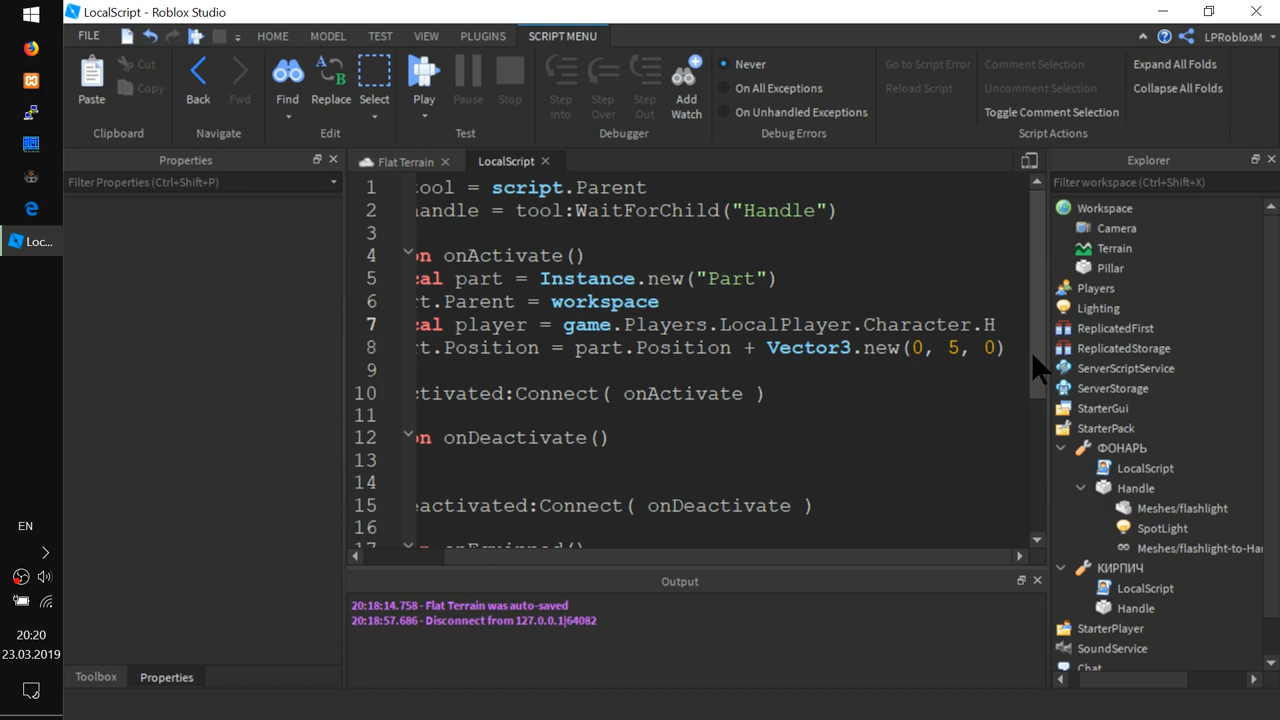 LocalScript - Roblox Studio
FILE
HOME
MODEL
TEST
VIEW
PLUGINS
SCRIPT MENU
LPRobloxM
Paste
Cut
Copy
Clipboard
Back
Fwd
Navigate
Find
Replace
Select
Edit
Play
Pause
Stop
Test
Step Into
Step Over
Step Out
Add Watch
Debugger
Never
On All Exceptions
On Unhandled Exceptions
Debug Errors
Go to Script Error
Reload Script
Comment Selection
Uncomment Selection
Toggle Comment Selection
Expand All Folds
Collapse All Folds
Script Actions
Properties
Filter Properties (Ctrl+Shift+P)
Flat Terrain
LocalScript
1 tool = script.Parent
2 handle = tool:WaitForChild("Handle")
3
4 on onActivate()
5 cal part = Instance.new("Part")
6 rt.Parent = workspace
7 cal player = game.Players.LocalPlayer.Character.H
8 rt.Position = part.Position + Vector3.new(0, 5, 0)
9
10 ctivated:Connect( onActivate )
11
12 on onDeactivate()
13
14
15 eactivated:Connect( onDeactivate )
16
17 onEquipped()
Output
20:18:14.758 - Flat Terrain was auto-saved
20:18:57.686 - Disconnect from 127.0.0.1|64082
Explorer
Filter workspace (Ctrl+Shift+X)
Workspace
Camera
Terrain
Pillar
Players
Lighting
ReplicatedFirst
ReplicatedStorage
ServerScriptService
ServerStorage
StarterGui
StarterPack
ФОНАРЬ
LocalScript
Handle
Meshes/flashlight
SpotLight
Meshes/flashlight-to-Han
КИРПИЧ
LocalScript
Handle
StarterPlayer
SoundService
Chat
Toolbox
Properties
Loc...
EN
20:20
23.03.2019